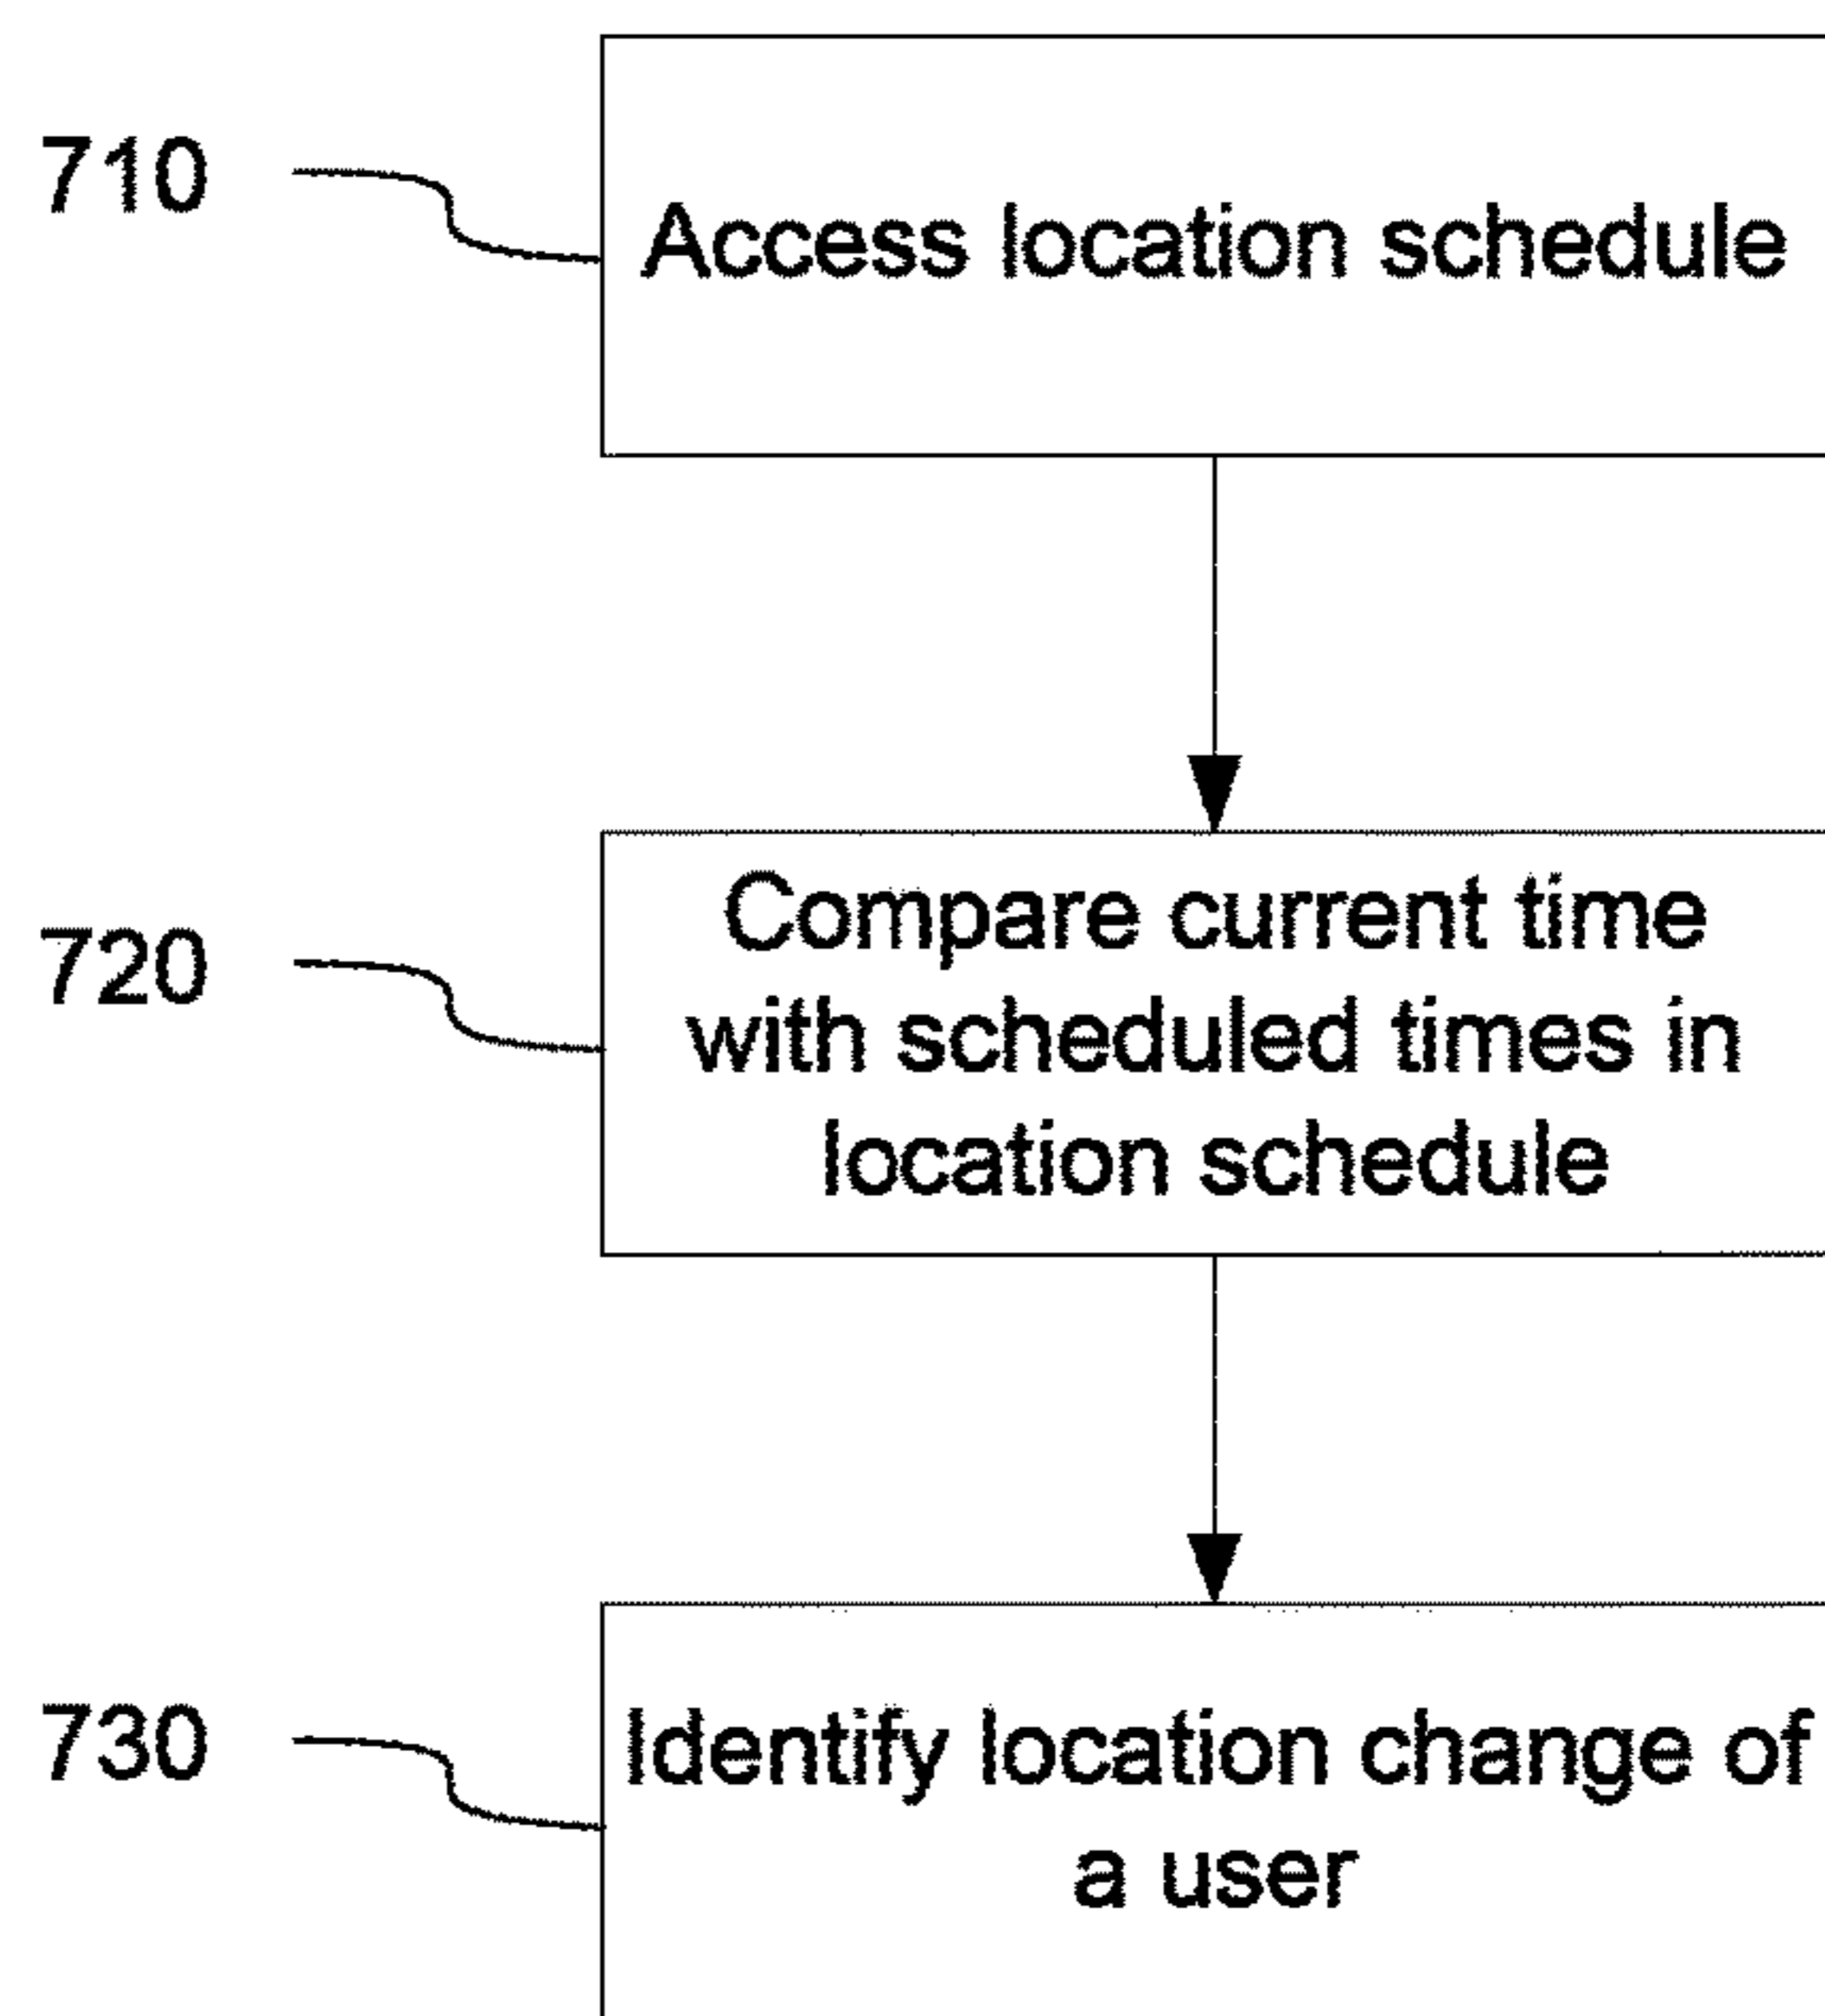 710
Access location schedule
720
Compare current time
with scheduled times in
location schedule
730
Identify location change of
a user